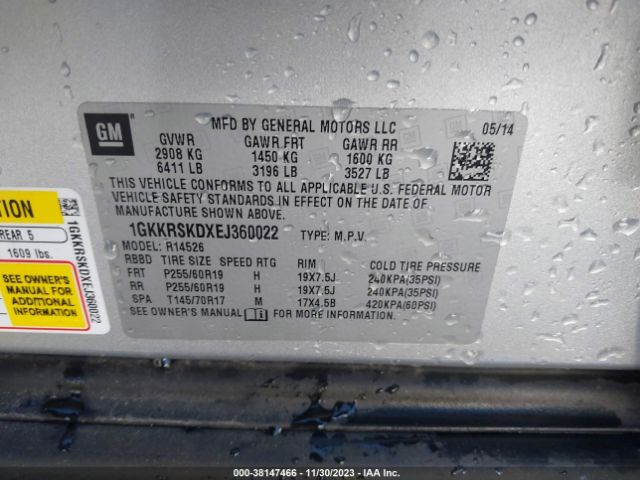 GM
MFD BY GENERAL MOTORS LLC 05/14
GVWR GAWR FRT GAWR RR
2908 KG 1450 KG 1600 KG
6411 LB 3196 LB 3527 LB
THIS VEHICLE CONFORMS TO ALL APPLICABLE U.S. FEDERAL MOTOR
VEHICLE SAFETY STANDARDS IN EFFECT ON THE DATE OF
MANUFACTURE SHOWN ABOVE.
1GKKRSKDXEJ360022 TYPE: M.P.V.
MODEL: R14526
RBBD TIRE SIZE SPEED RTG RIM COLD TIRE PRESSURE
FRT P255/60R19 H 19X7.5J 240KPA(35PSI)
RR P255/60R19 H 19X7.5J 240KPA(35PSI)
SPA T145/70R17 M 17X4.5B 420KPA(60PSI)
SEE OWNER'S MANUAL FOR MORE INFORMATION
REAR 5
1609 lbs.
SEE OWNER'S
MANUAL FOR
ADDITIONAL
INFORMATION
1GKKRSKDXEJ360022
000-38147466 - 11/30/2023 - IAA Inc.